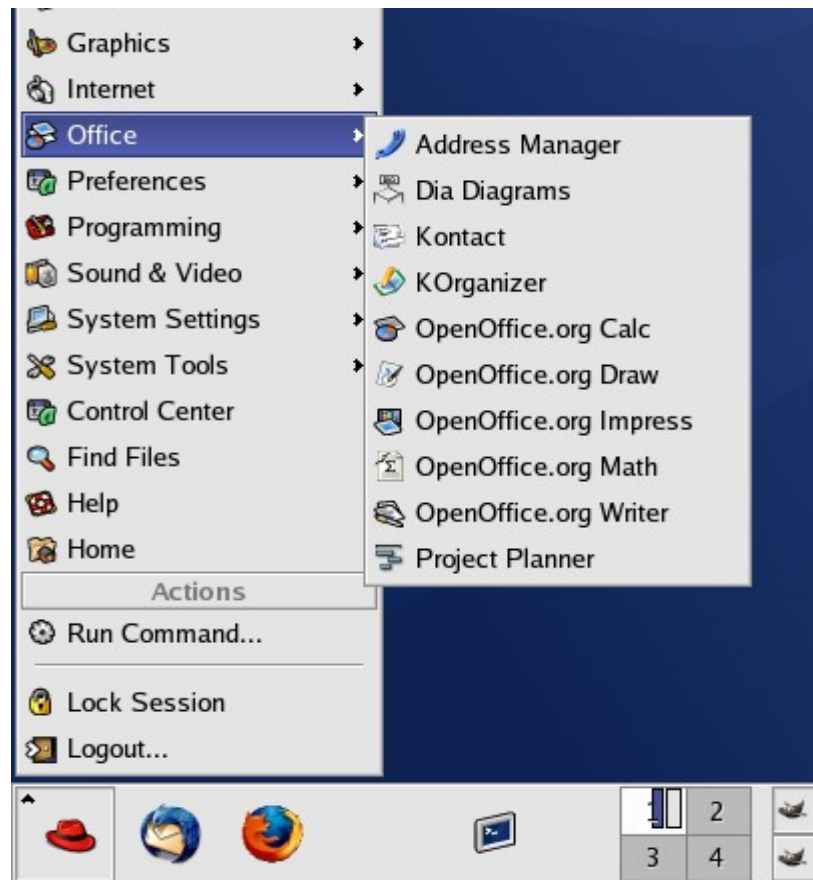 Graphics
Internet
Office
Preferences
Programming
Sound & Video
System Settings
System Tools
Control Center
Find Files
Help
Home
Actions
Run Command...
Lock Session
Logout...
Address Manager
Dia Diagrams
Kontact
KOrganizer
OpenOffice.org Calc
OpenOffice.org Draw
OpenOffice.org Impress
OpenOffice.org Math
OpenOffice.org Writer
Project Planner
1 2
3 4